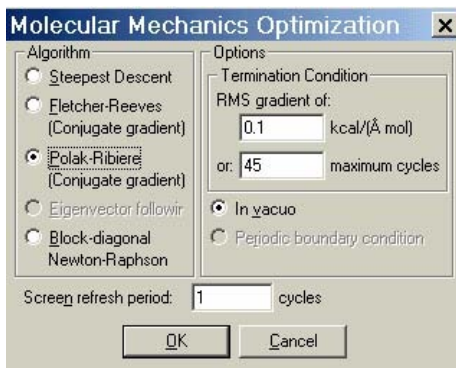 Molecular Mechanics Optimization
Algorithm
Steepest Descent
Fletcher-Reeves
(Conjugate gradient)
Polak-Ribiere
(Conjugate gradient)
Eigenvector followir
Block-diagonal
Newton-Raphson
Options
Termination Condition
RMS gradient of:
0.1 kcal/(Å mol)
or: 45 maximum cycles
In vacuo
Periodic boundary condition
Screen refresh period: 1 cycles
OK Cancel